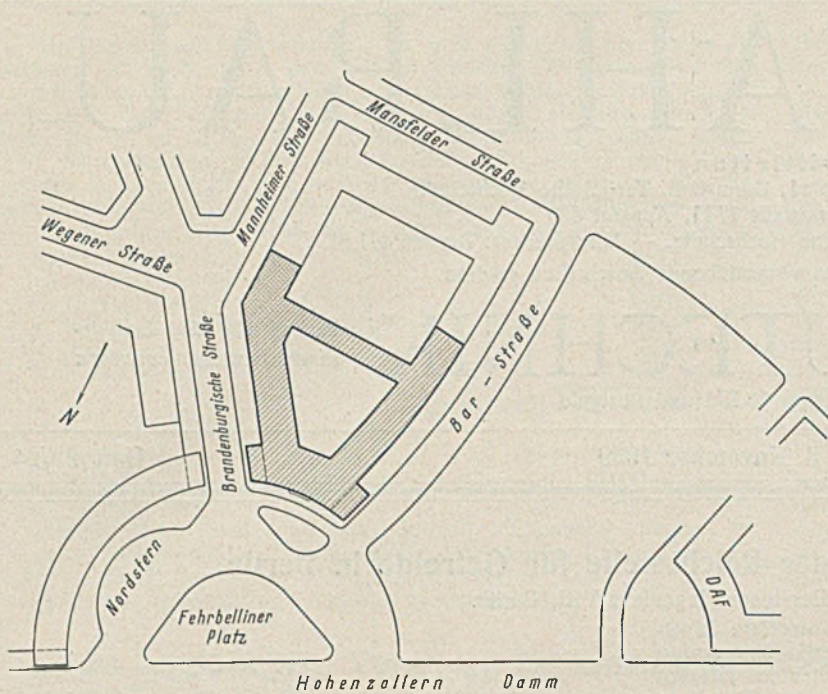 Mansfelder Straße
Mannheimer Straße
Wegener Straße
Brandenburgische Straße
Bar - Straße
N
Nordstern
Fehrbelliner
Platz
DAF
Hohenzollern Damm